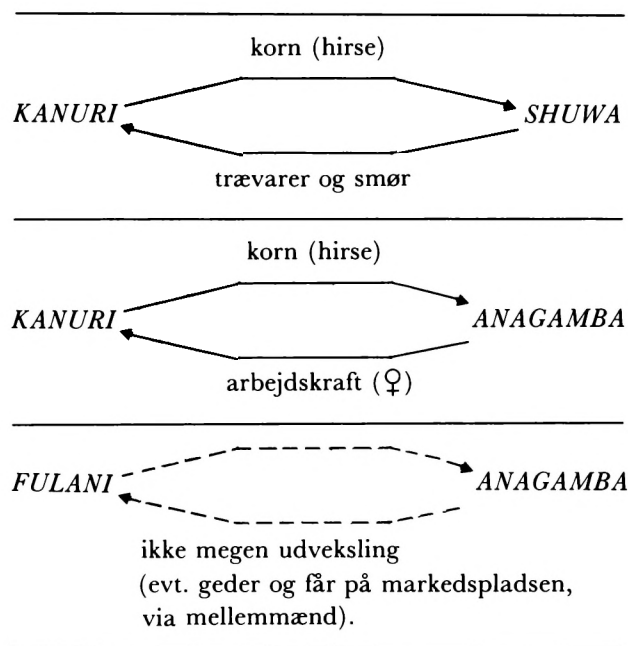 korn (hirse)
KANURI SHUWA
trævarer og smør
korn (hirse)
KANURI ANAGAMBA
arbejdskraft (♀)
FULANI ANAGAMBA
ikke megen udveksling
(evt. geder og får på markedspladsen,
via mellemmænd).